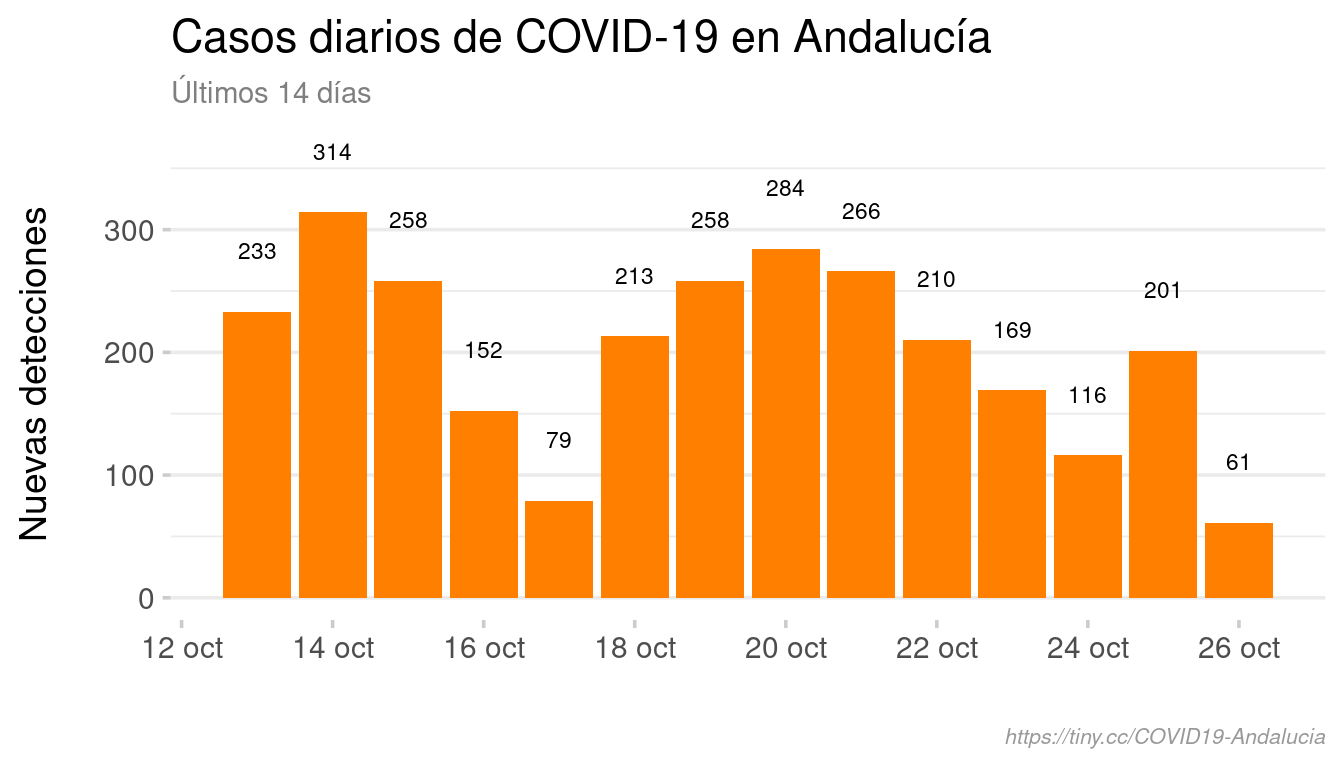 Casos diarios de COVID-19 en Andalucía
Últimos 14 días
Nuevas detecciones
314
284
258
258
266
233
213
210
201
152
169
79
116
61
300
200
100
0
12 oct
14 oct
16 oct
18 oct
20 oct
22 oct
24 oct
26 oct
https://tiny.cc/COVID19-Andalucia